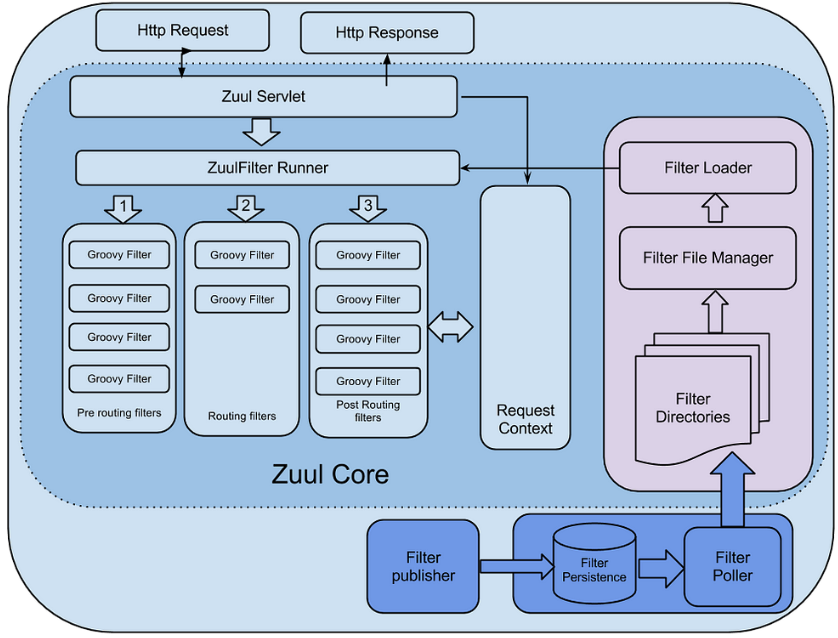 Http Request
Http Response
Zuul Servlet
ZuulFilter Runner
Filter Loader
1
2
3
Groovy Filter
Groovy Filter
Groovy Filter
Groovy Filter
Pre routing filters
Groovy Filter
Groovy Filter
Routing filters
Groovy Filter
Groovy Filter
Groovy Filter
Groovy Filter
Post Routing
filters
Request
Context
Filter File Manager
Filter
Directories
Zuul Core
Filter
publisher
Filter
Persistence
Filter
Poller